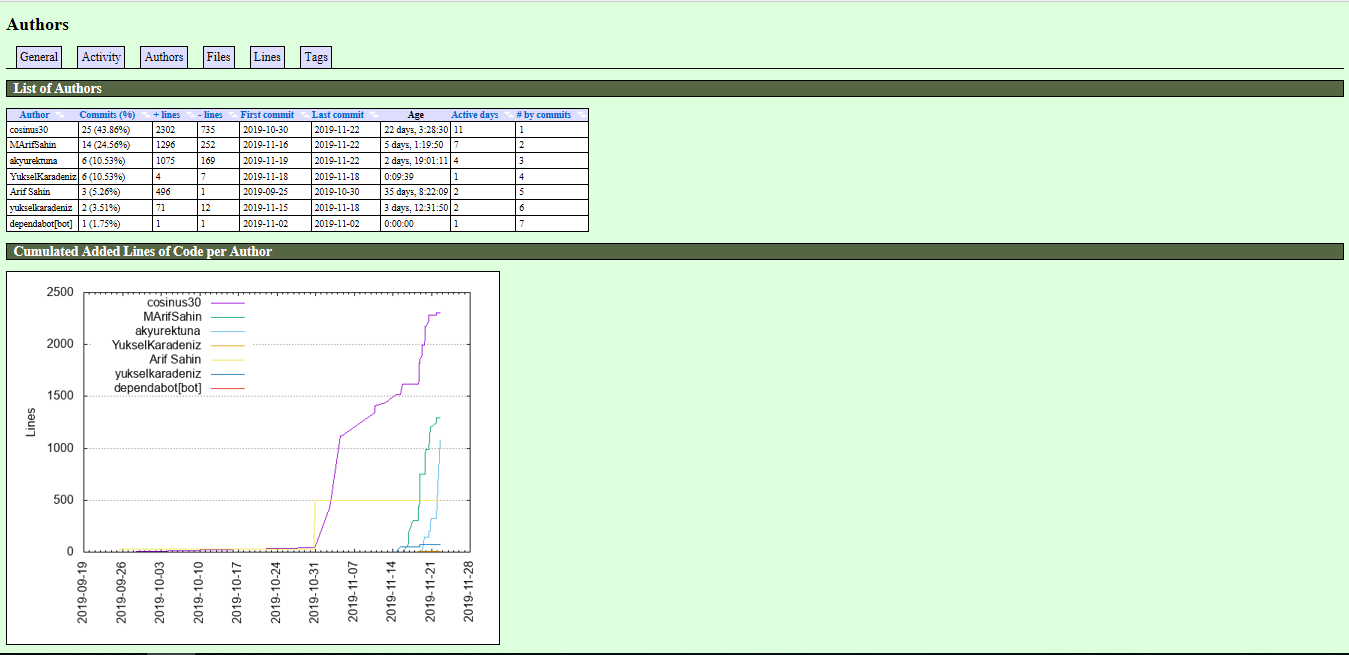 Authors
General Activity Authors Files Lines Tags
List of Authors
Author Commits (%) + lines - lines First commit Last commit Age Active days # by commits
cosinus30 25 (43.86%) 2302 735 2019-10-30 2019-11-22 22 days, 3:28:30 11 1
MArifSahin 14 (24.56%) 1296 252 2019-11-16 2019-11-22 5 days, 1:19:50 7 2
akyurektuna 6 (10.53%) 1075 169 2019-11-19 2019-11-22 2 days, 19:01:11 4 3
YukselKaradeniz 6 (10.53%) 4 7 2019-11-18 2019-11-18 0:09:39 1 4
Arif Sahin 3 (5.26%) 496 1 2019-09-25 2019-10-30 35 days, 8:22:09 2 5
yukselkaradeniz 2 (3.51%) 71 12 2019-11-15 2019-11-18 3 days, 12:31:50 2 6
dependabot[bot] 1 (1.75%) 1 1 2019-11-02 2019-11-02 0:00:00 1 7
Cumulated Added Lines of Code per Author
2500
cosinus30
MArifSahin
akyurektuna
2000
YukselKaradeniz
Arif Sahin
yukselkaradeniz
dependabot[bot]
1500
Lines
1000
500
0
2019-09-19 2019-09-26 2019-10-03 2019-10-10 2019-10-17 2019-10-24 2019-10-31 2019-11-07 2019-11-14 2019-11-21 2019-11-28